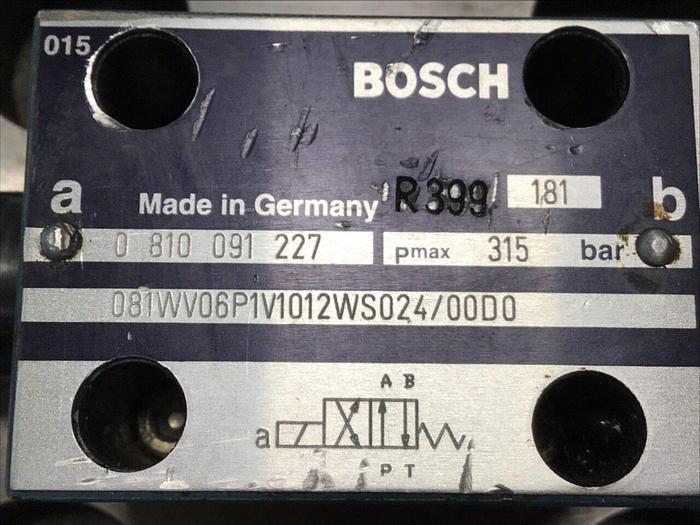 015
BOSCH
a b
Made in Germany R399 181
0 810 091 227 pmax 315 bar
081WV06P1V1012WS024/00D0
A B
a
P T